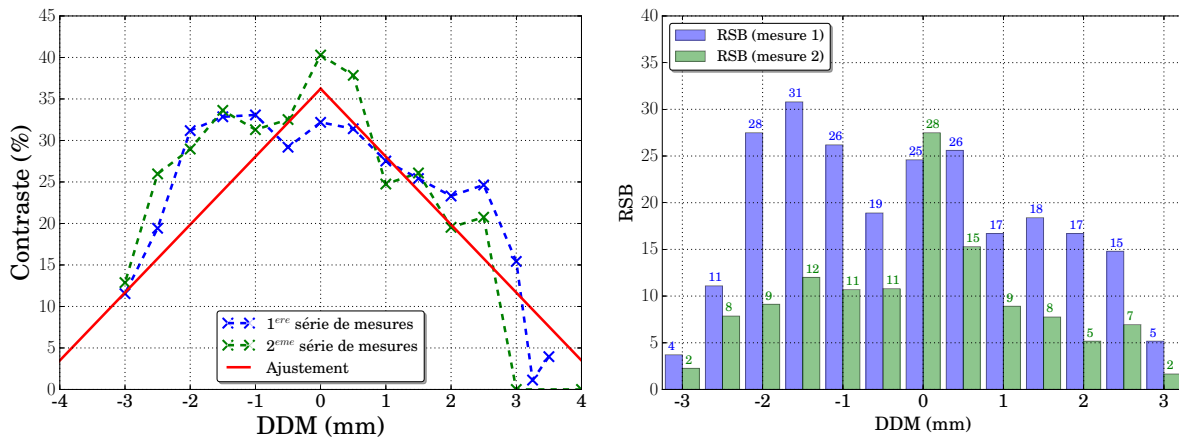 45
40
35
30
25
20
15
10
5
0
Contraste (%)
-4 -3 -2 -1 0 1 2 3 4
DDM (mm)
1ere série de mesures
2eme série de mesures
Ajustement
40
35
30
25
20
15
10
5
0
RSB
RSB (mesure 1)
RSB (mesure 2)
4 11 28 31 26 19 25 26 17 18 17 15 5
2 8 9 12 11 11 28 15 9 8 5 7 2
-3 -2 -1 0 1 2 3
DDM (mm)